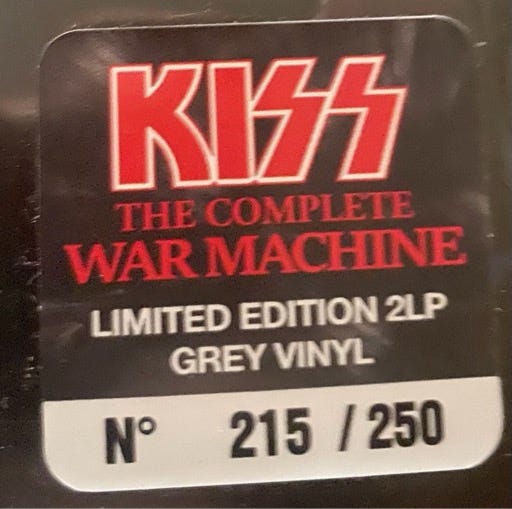 KISS
THE COMPLETE
WAR MACHINE
LIMITED EDITION 2LP
GREY VINYL
N° 215 / 250